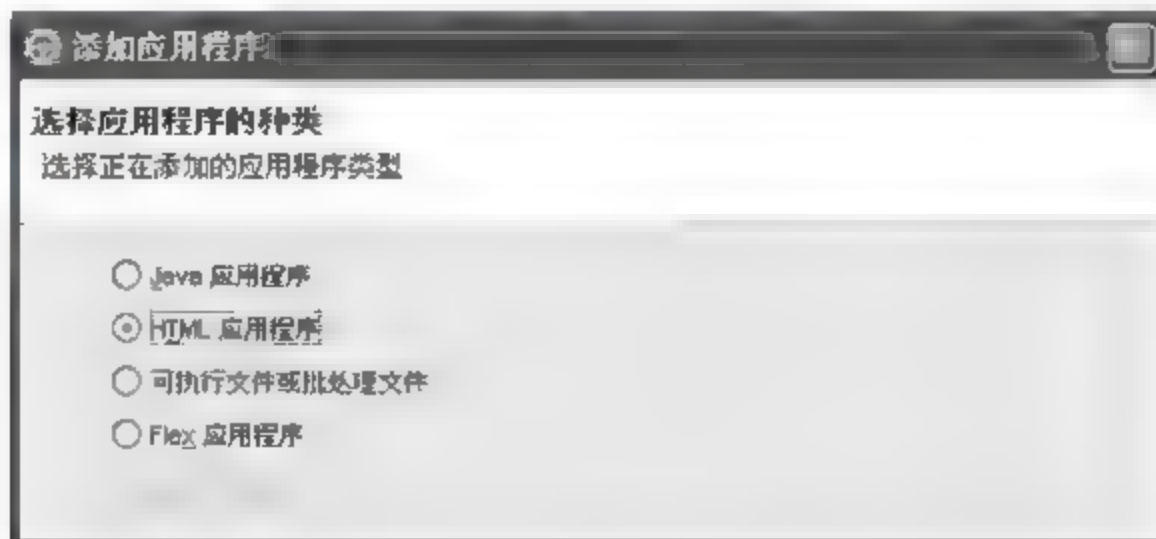 添加应用程序
选择应用程序的种类
选择正在添加的应用程序类型
Java 应用程序
HTML 应用程序
可执行文件或批处理文件
Flex 应用程序